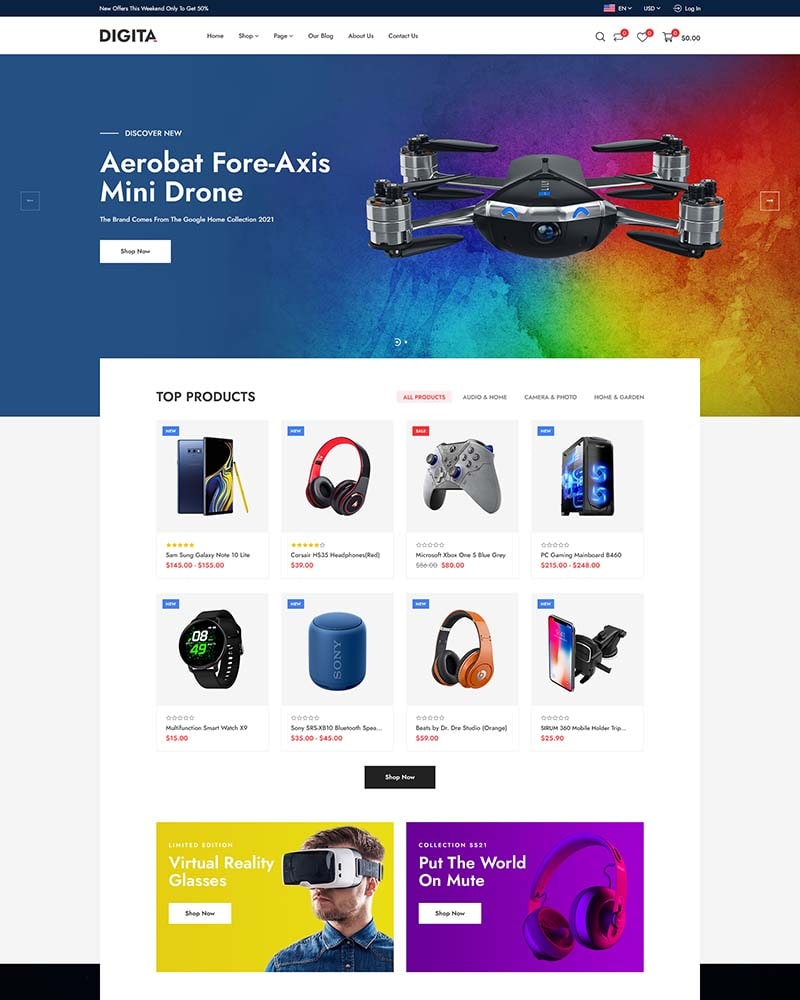 New Offers This Weekend Only To Get 50%
EN
USD
Log In
DIGITA
Home
Shop
Page
Our Blog
About Us
Contact Us
0
0
0
$0.00
DISCOVER NEW
Aerobat Fore-Axis
Mini Drone
The Brand Comes From The Google Home Collection 2021
Shop Now
TOP PRODUCTS
ALL PRODUCTS
AUDIO & HOME
CAMERA & PHOTO
HOME & GARDEN
NEW
NEW
SALE
NEW
Sam Sung Galaxy Note 10 Lite
Corsair HS35 Headphones(Red)
Microsoft Xbox One S Blue Grey
PC Gaming Mainboard B460
$145.00 - $155.00
$39.00
$86.00 $80.00
$215.00 - $248.00
NEW
NEW
NEW
NEW
08
49
SONY
Multifunction Smart Watch X9
Sony SRS-XB10 Bluetooth Spea...
Beats by Dr. Dre Studio (Orange)
SIRUM 360 Mobile Holder Trip...
$15.00
$35.00 - $45.00
$59.00
$25.90
Shop Now
LIMITED EDITION
Virtual Reality
Glasses
Shop Now
COLLECTION SS21
Put The World
On Mute
Shop Now